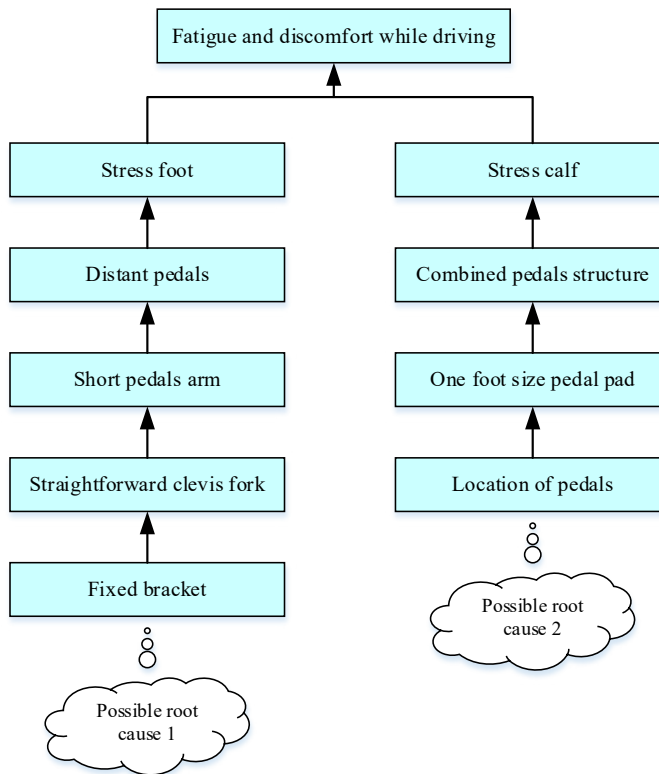 Fatigue and discomfort while driving
Stress foot
Stress calf
Distant pedals
Combined pedals structure
Short pedals arm
One foot size pedal pad
Straightforward clevis fork
Location of pedals
Fixed bracket
Possible root
cause 2
Possible root
cause 1